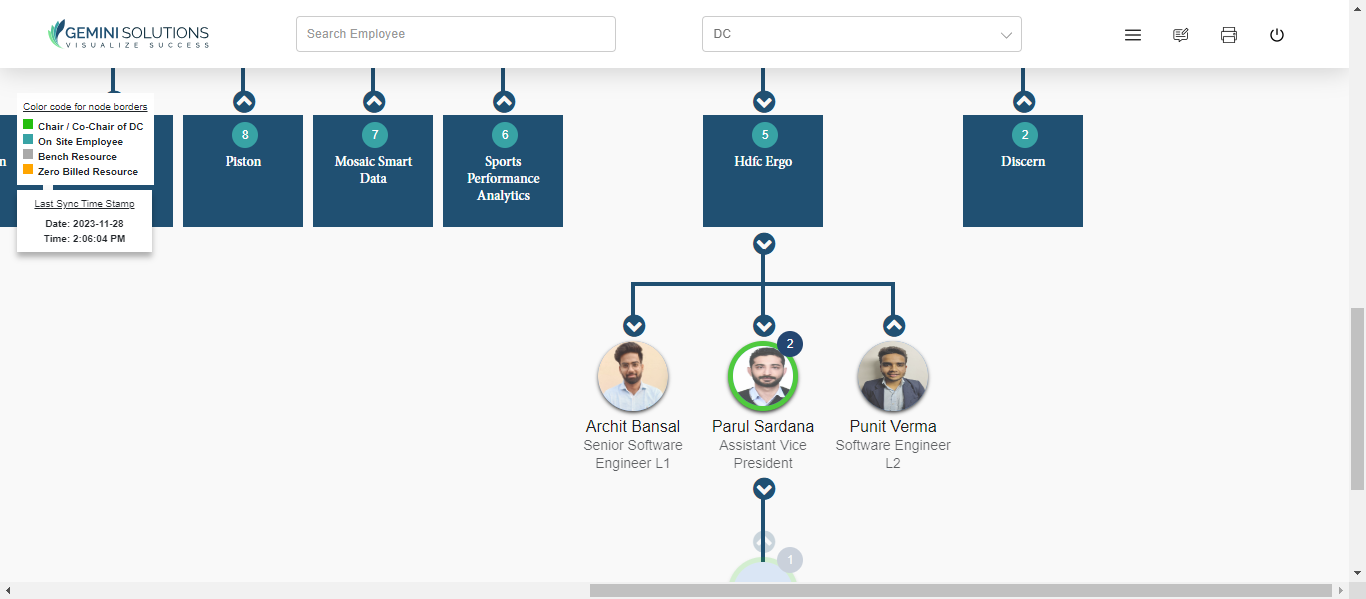 GEMINI SOLUTIONS
VISUALIZE SUCCESS
Search Employee
DC
Color code for node borders
Chair / Co-Chair of DC
On Site Employee
Bench Resource
Zero Billed Resource
Last Sync Time Stamp
Date: 2023-11-28
Time: 2:06:04 PM
n
8
Piston
7
Mosaic Smart
Data
6
Sports
Performance
Analytics
5
Hdfc Ergo
2
Discern
Archit Bansal
Senior Software
Engineer L1
2
Parul Sardana
Assistant Vice
President
Punit Verma
Software Engineer
L2
1